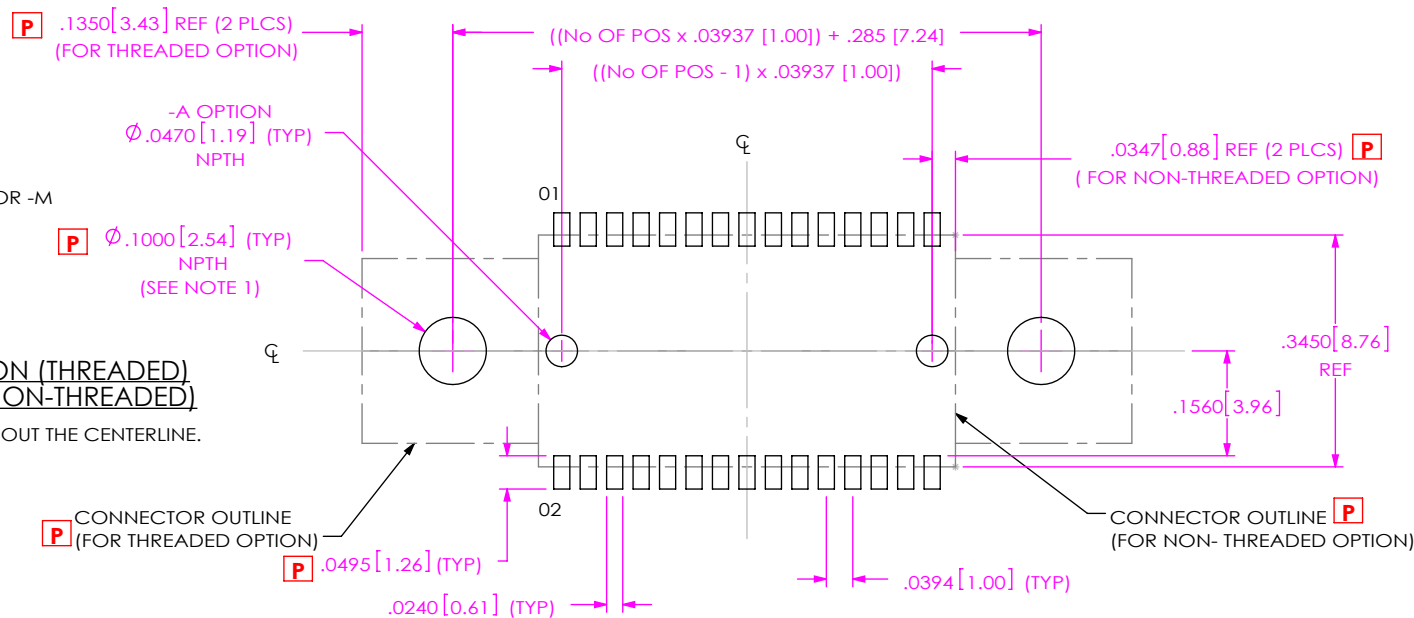 P .1350[3.43] REF (2 PLCS)
(FOR THREADED OPTION)
((No OF POS x .03937 [1.00]) + .285 [7.24]
((No OF POS - 1) x .03937 [1.00])
-A OPTION
Ø.0470[1.19] (TYP)
NPTH
℄
.0347[0.88] REF (2 PLCS) P
( FOR NON-THREADED OPTION)
OR -M
01
P Ø.1000[2.54] (TYP)
NPTH
(SEE NOTE 1)
℄
.3450[8.76]
REF
ON (THREADED)
ON-THREADED)
.1560[3.96]
OUT THE CENTERLINE.
02
P CONNECTOR OUTLINE
(FOR THREADED OPTION)
CONNECTOR OUTLINE P
(FOR NON- THREADED OPTION)
P .0495[1.26] (TYP)
.0394[1.00] (TYP)
.0240[0.61] (TYP)